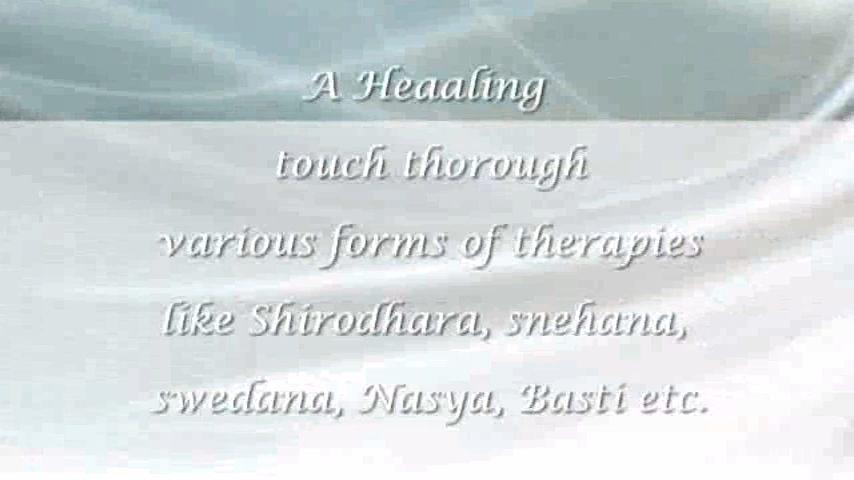 A Heaaling
touch thorough
various forms of therapies
like Shirodhara, snehana,
swedana, Nasya, Basti etc.